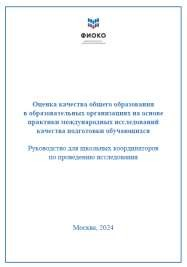 ФИОКО
Оценка качества общего образования
в образовательных организациях на основе
практики международных исследований
качества подготовки обучающихся
Руководство для школьных координаторов
по проведению исследования
Москва, 2024